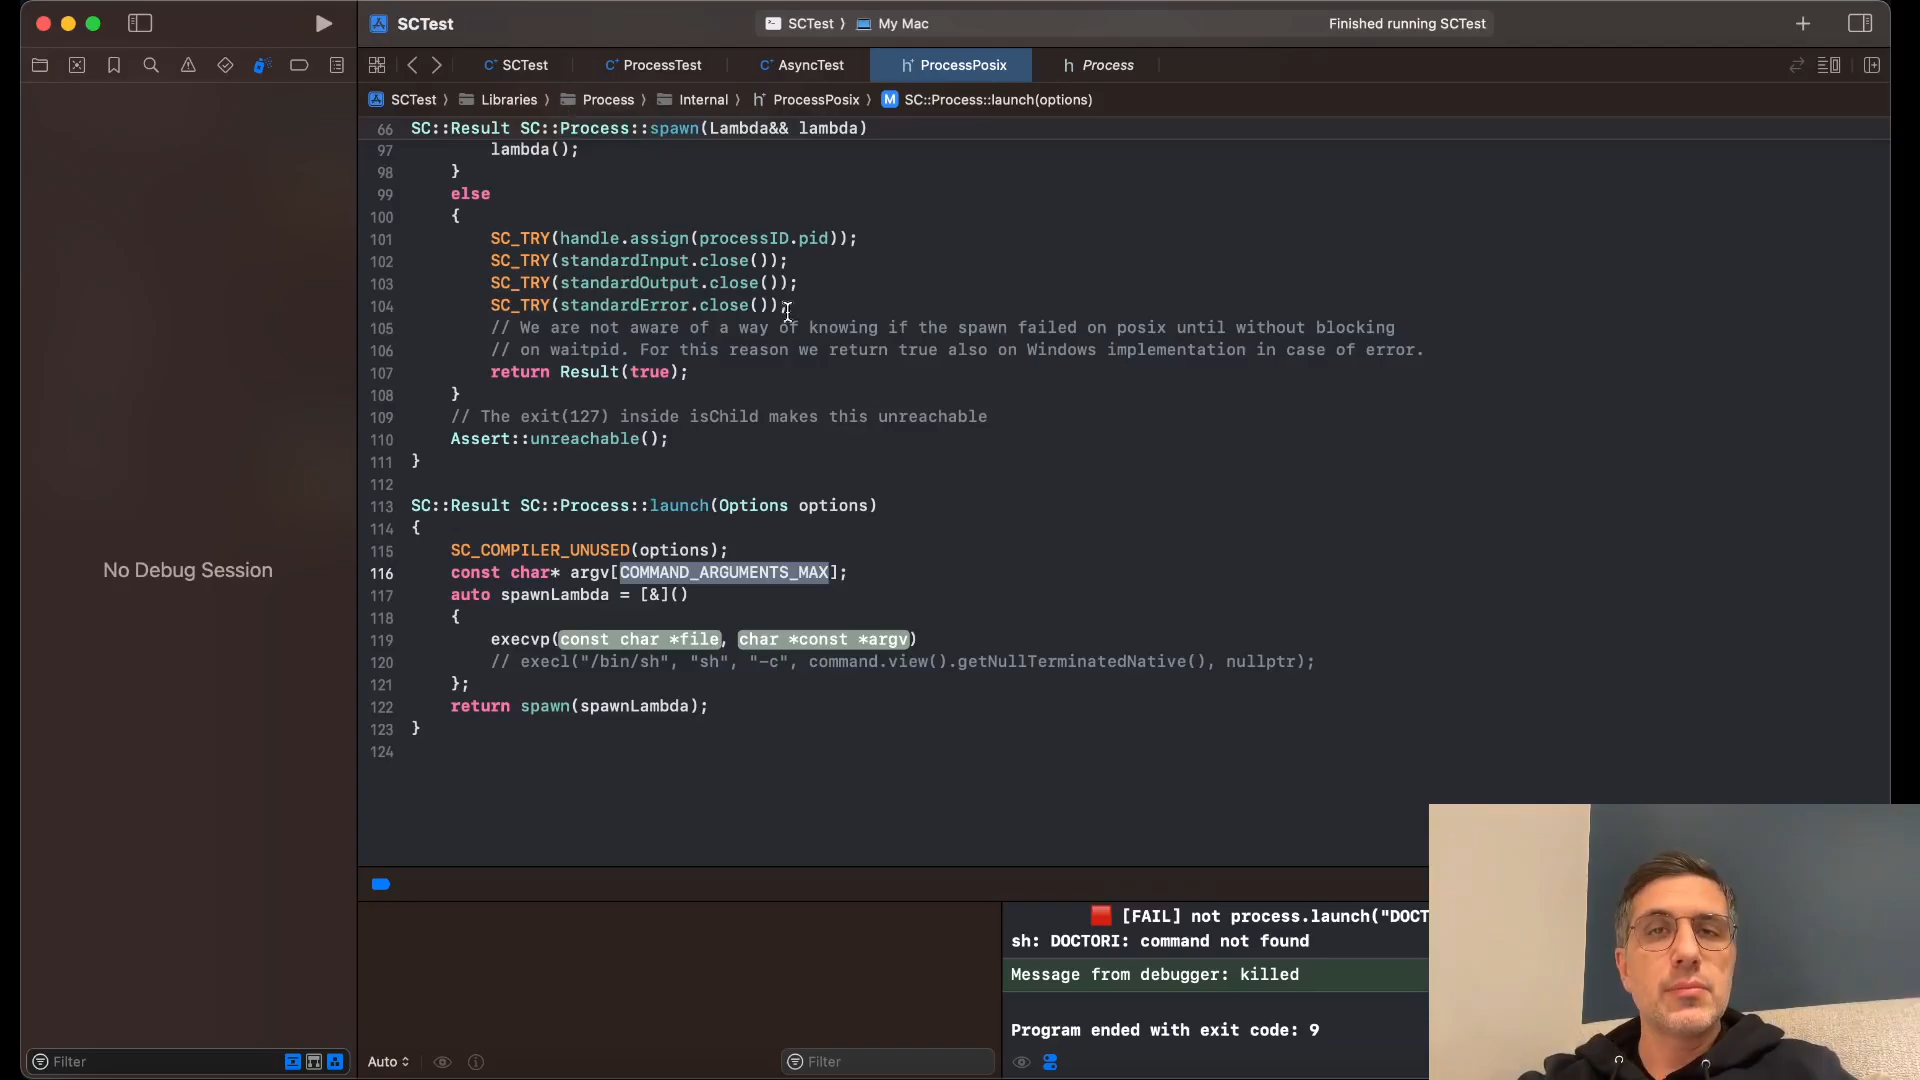 SCTest
SCTest 〉 My Mac
Finished running SCTest
SCTest
ProcessTest
AsyncTest
ProcessPosix
Process
SCTest 〉 Libraries 〉 Process 〉 Internal 〉 ProcessPosix 〉 M SC::Process::launch(options)
66 SC::Result SC::Process::spawn(Lambda&& lambda)
97 lambda();
98 }
99 else
100 {
101 SC_TRY(handle.assign(processID.pid));
102 SC_TRY(standardInput.close());
103 SC_TRY(standardOutput.close());
104 SC_TRY(standardError.close());
105 // We are not aware of a way of knowing if the spawn failed on posix until without blocking
106 // on waitpid. For this reason we return true also on Windows implementation in case of error.
107 return Result(true);
108 }
109 // The exit(127) inside isChild makes this unreachable
110 Assert::unreachable();
111 }
112
113 SC::Result SC::Process::launch(Options options)
114 {
115 SC_COMPILER_UNUSED(options);
116 const char* argv[COMMAND_ARGUMENTS_MAX];
117 auto spawnLambda = [&]()
118 {
119 execvp(const char *file, char *const *argv)
120 // execl("/bin/sh", "sh", "-c", command.view().getNullTerminatedNative(), nullptr);
121 };
122 return spawn(spawnLambda);
123 }
124
No Debug Session
[FAIL] not process.launch("DOCT
sh: DOCTORI: command not found
Message from debugger: killed
Program ended with exit code: 9
Filter
Auto
Filter